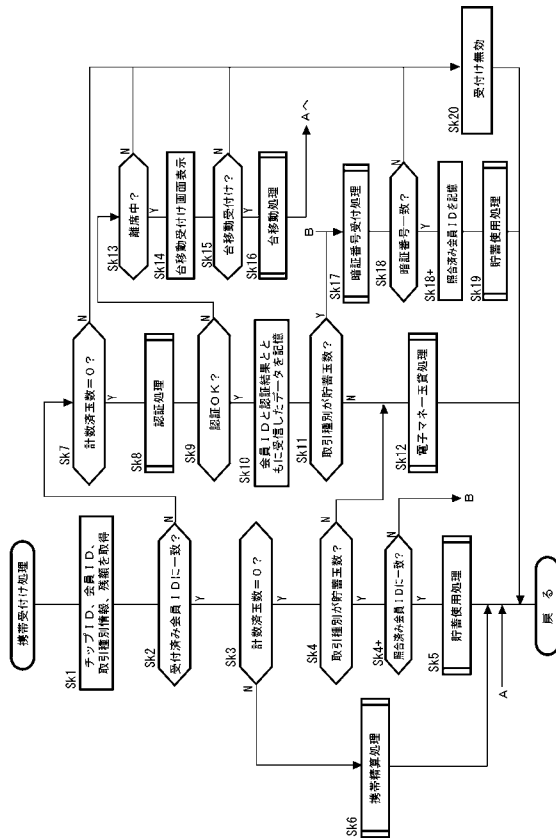 携帯受付け処理
Sk1
チップID、会員ID、
取引種別情報、残額を取得
Sk2
受付済み会員IDに一致?
N
Y
Sk3
計数済玉数=0?
N
Y
Sk4
取引種別が貯蓄玉数?
N
Y
Sk4+
照合済み会員IDに一致?
N
B
Y
Sk5
貯蓄使用処理
Sk6
携帯精算処理
A
戻る
Sk7
計数済玉数=0?
N
Y
Sk8
認証処理
Sk9
認証OK?
N
Y
Sk10
会員IDと認証結果とと
もに受信したデータを記憶
Sk11
取引種別が貯蓄玉数?
Y
N
Sk12
電子マネー玉貸処理
Sk13
離席中?
N
Y
Sk14
台移動受付け画面表示
Sk15
台移動受付け?
N
Y
Sk16
台移動処理
Aへ
B
Sk17
暗証番号受付処理
Sk18
暗証番号一致?
N
Y
Sk18+
照合済み会員IDを記憶
Sk19
貯蓄使用処理
Sk20
受付け無効